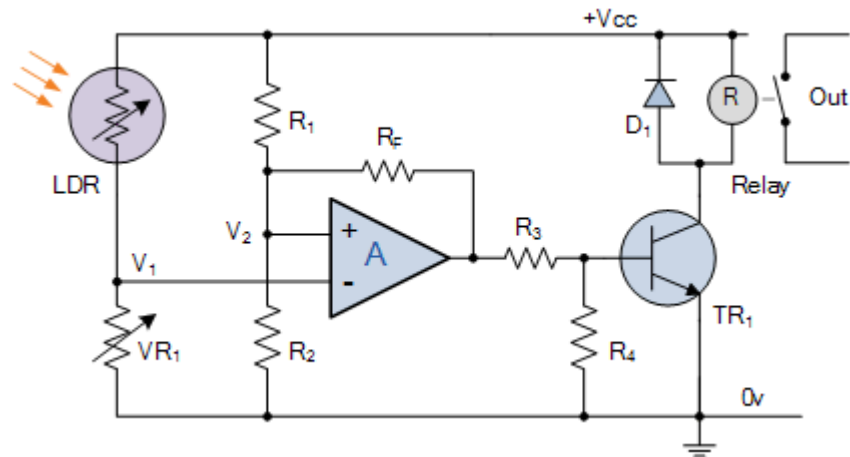 +Vcc
R1
RF
D1
R
Out
LDR
Relay
V1
V2
+
A
-
R3
TR1
VR1
R2
R4
0v